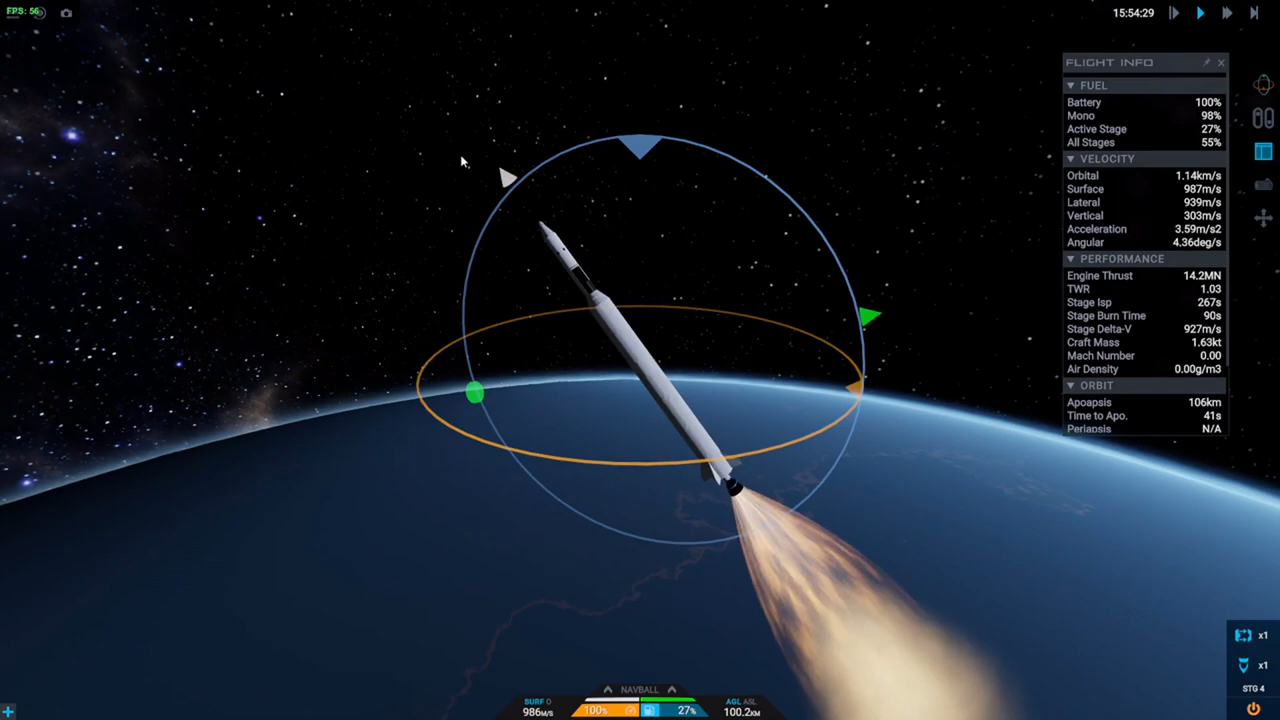 FPS: 56
15:54:29
FLIGHT INFO
FUEL
Battery 100%
Mono 98%
Active Stage 27%
All Stages 55%
VELOCITY
Orbital 1.14km/s
Surface 987m/s
Lateral 939m/s
Vertical 303m/s
Acceleration 3.59m/s2
Angular 4.36deg/s
PERFORMANCE
Engine Thrust 14.2MN
TWR 1.03
Stage Isp 267s
Stage Burn Time 90s
Stage Delta-V 927m/s
Craft Mass 1.63kt
Mach Number 0.00
Air Density 0.00g/m3
ORBIT
Apoapsis 106km
Time to Apo. 41s
Periapsis N/A
x1
x1
STG 4
NAVBALL
SURF O
986M/S
100%
27%
AGL ASL
100.2KM